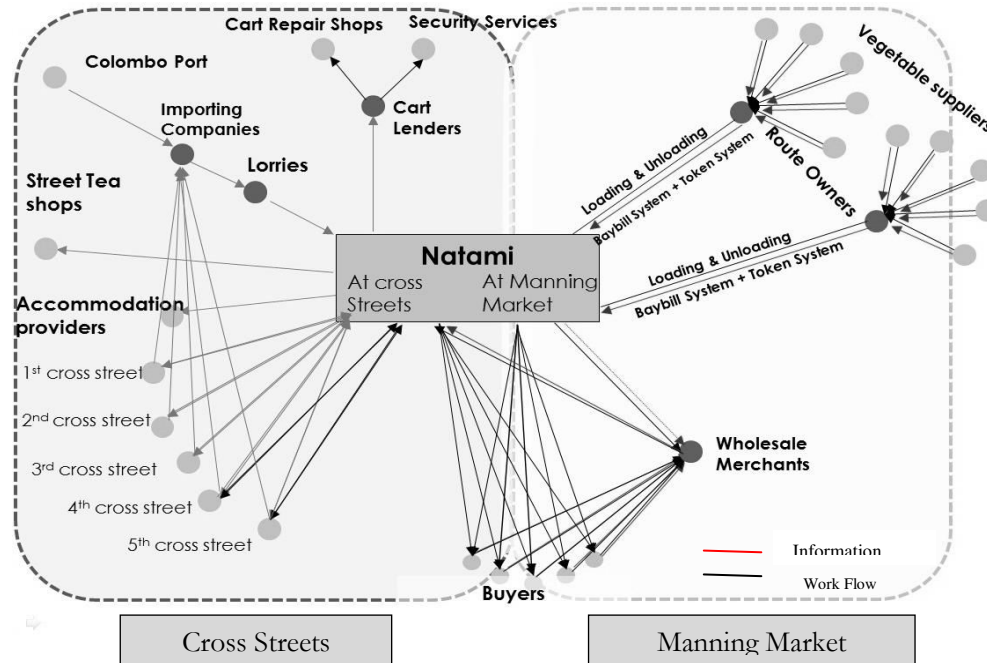 Cart Repair Shops
Security Services
Colombo Port
Vegetable suppliers
Importing
Companies
Cart
Lenders
Lorries
Route Owners
Street Tea
shops
Loading & Unloading
Baybill System + Token System
Natami
At cross
Streets
At Manning
Market
Loading & Unloading
Baybill System + Token System
Accommodation
providers
1st cross street
2nd cross street
3rd cross street
4th cross street
5th cross street
Wholesale
Merchants
Buyers
Information
Work Flow
Cross Streets
Manning Market